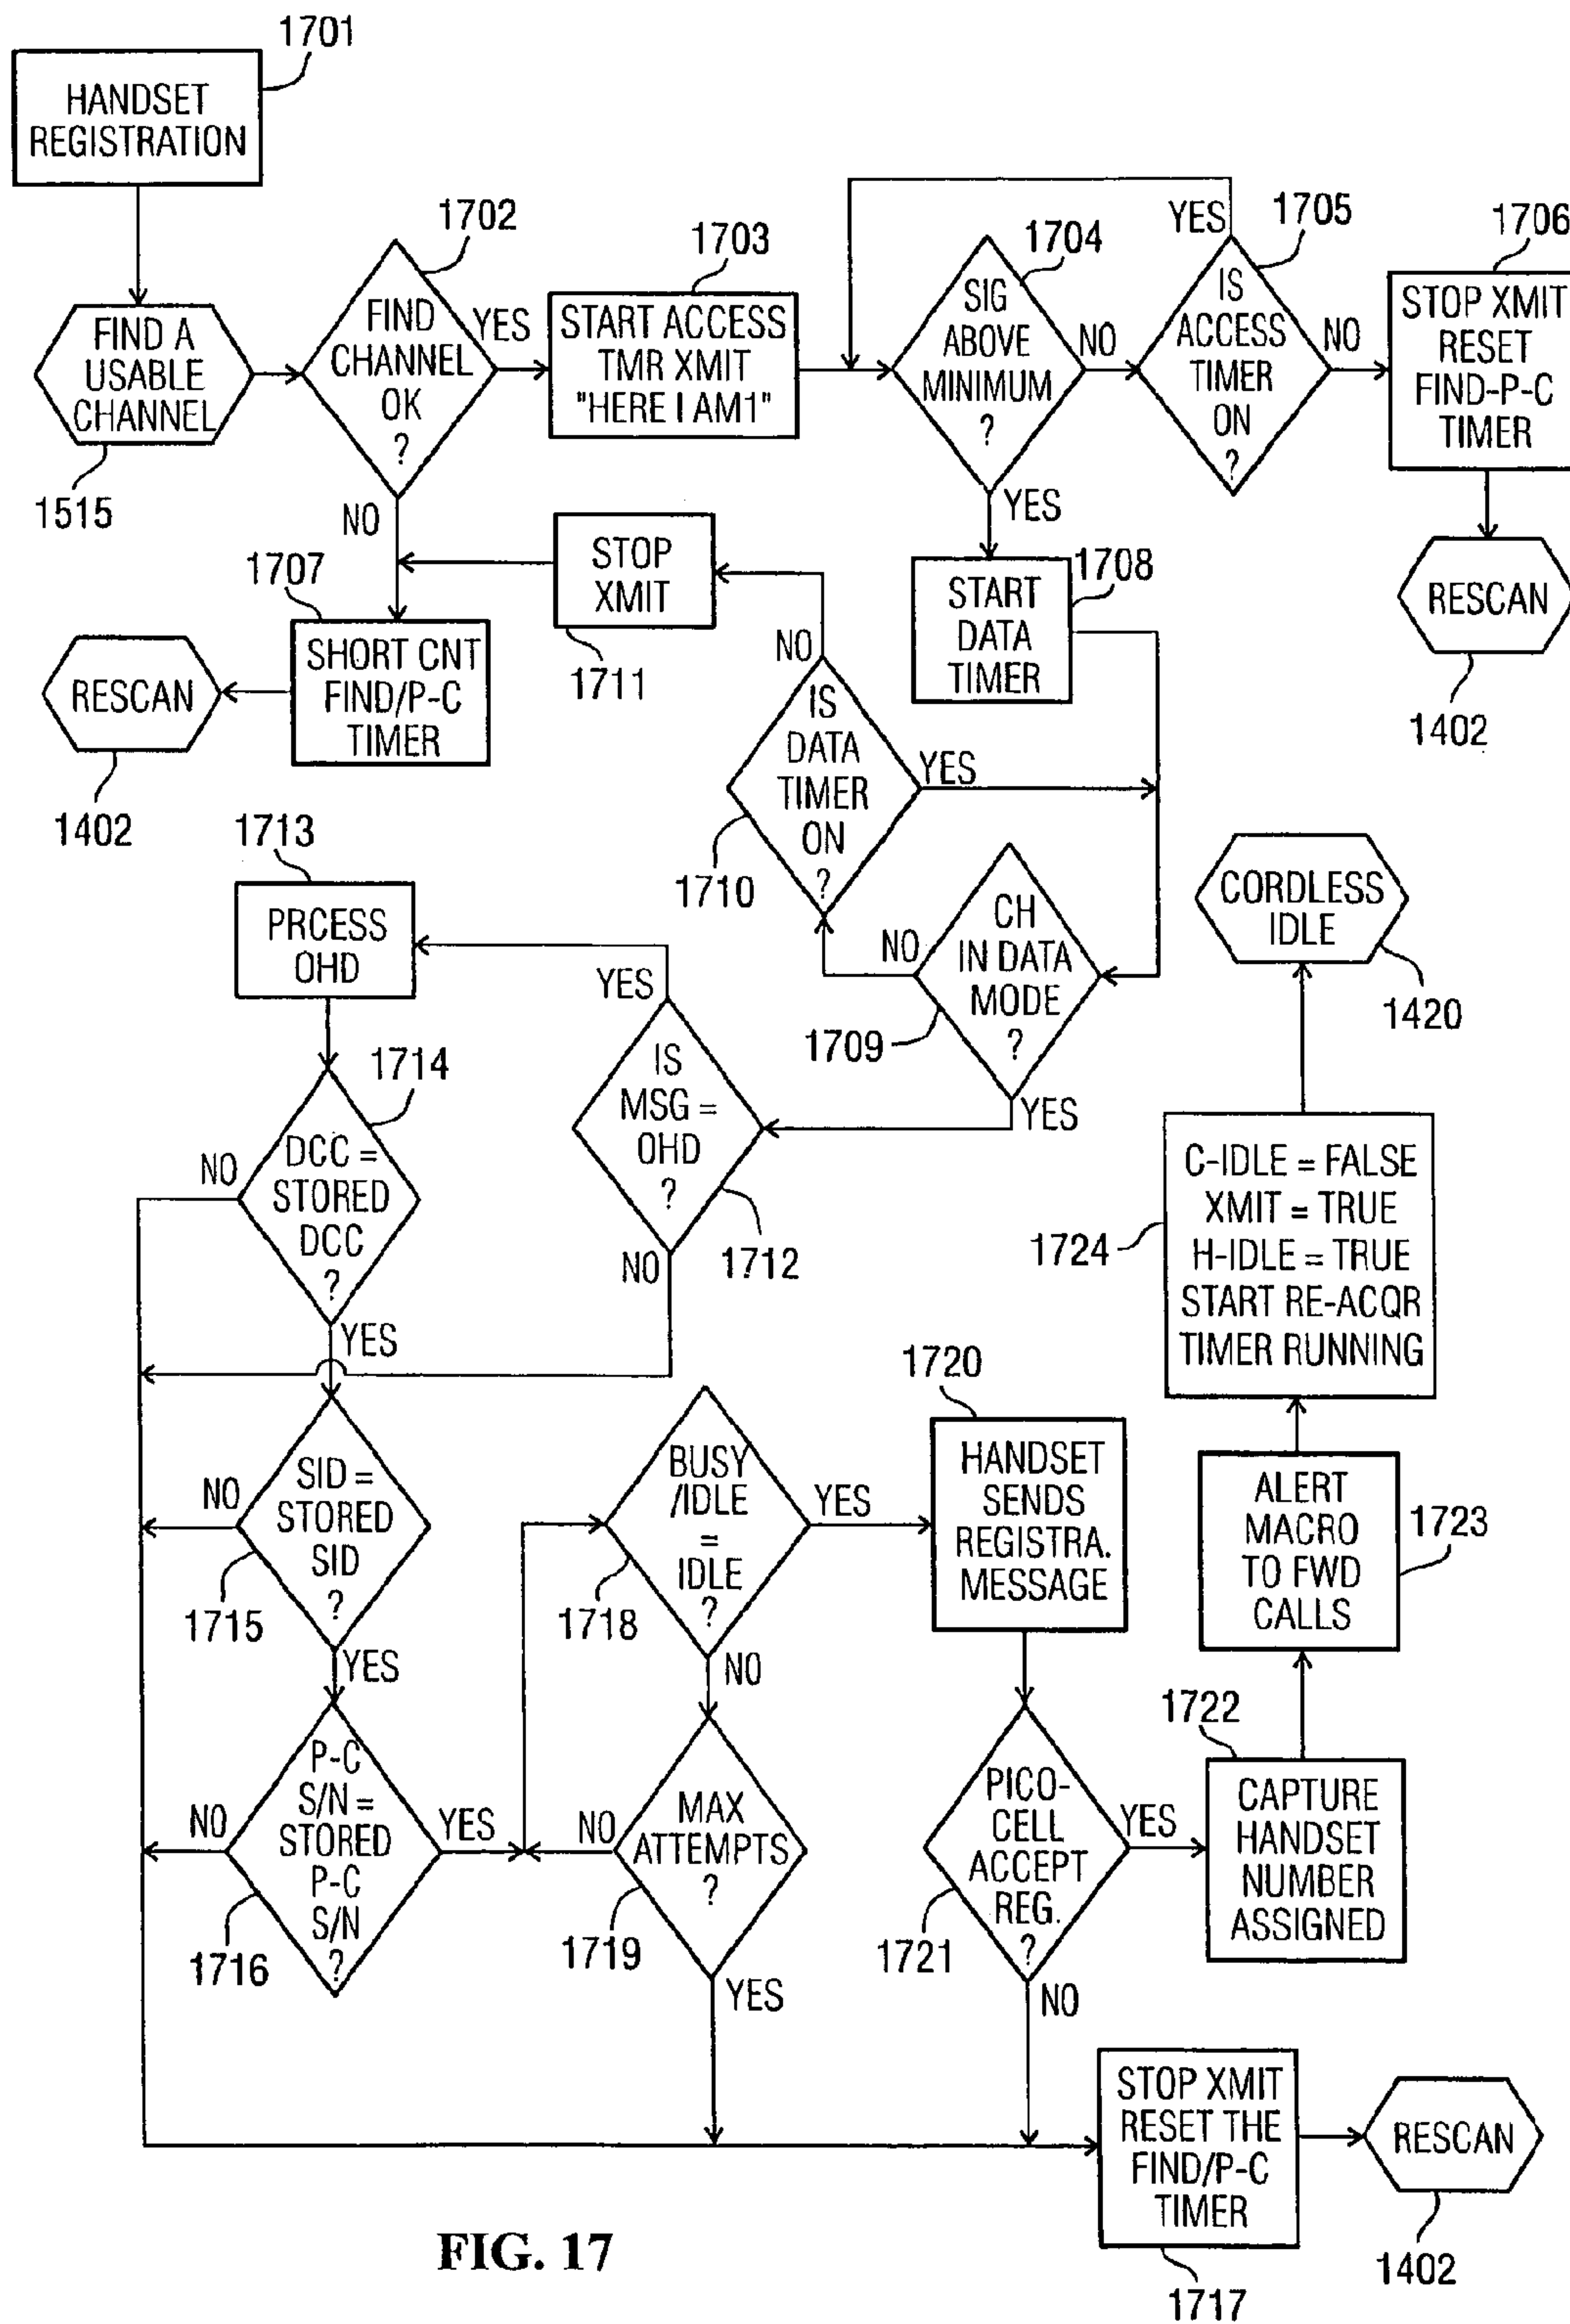 1701
HANDSET
REGISTRATION
1702
1703
1704
1705
1706
FIND A
USABLE
CHANNEL
1515
FIND
CHANNEL
OK
?
YES
NO
START ACCESS
TMR XMIT
"HERE I AM1"
SIG
ABOVE
MINIMUM
?
NO
YES
YES
IS
ACCESS
TIMER
ON
?
NO
STOP XMIT
RESET
FIND-P-C
TIMER
RESCAN
1402
1707
SHORT CNT
FIND/P-C
TIMER
RESCAN
1402
STOP
XMIT
1711
1708
START
DATA
TIMER
NO
IS
DATA
TIMER
ON
?
YES
1710
CH
IN DATA
MODE
?
NO
1709
YES
1713
PRCESS
OHD
YES
IS
MSG =
OHD
?
1712
NO
1714
DCC =
STORED
DCC
?
NO
YES
SID =
STORED
SID
?
NO
1715
YES
P-C
S/N =
STORED
P-C
S/N
?
NO
YES
1716
BUSY
/IDLE
=
IDLE
?
YES
1718
NO
MAX
ATTEMPTS
?
NO
1719
YES
1720
HANDSET
SENDS
REGISTRA.
MESSAGE
PICO-
CELL
ACCEPT
REG.
?
YES
1721
NO
1722
CAPTURE
HANDSET
NUMBER
ASSIGNED
ALERT
MACRO
TO FWD
CALLS
1723
C-IDLE = FALSE
XMIT = TRUE
H-IDLE = TRUE
START RE-ACQR
TIMER RUNNING
1724
CORDLESS
IDLE
1420
STOP XMIT
RESET THE
FIND/P-C
TIMER
1717
RESCAN
1402
FIG. 17